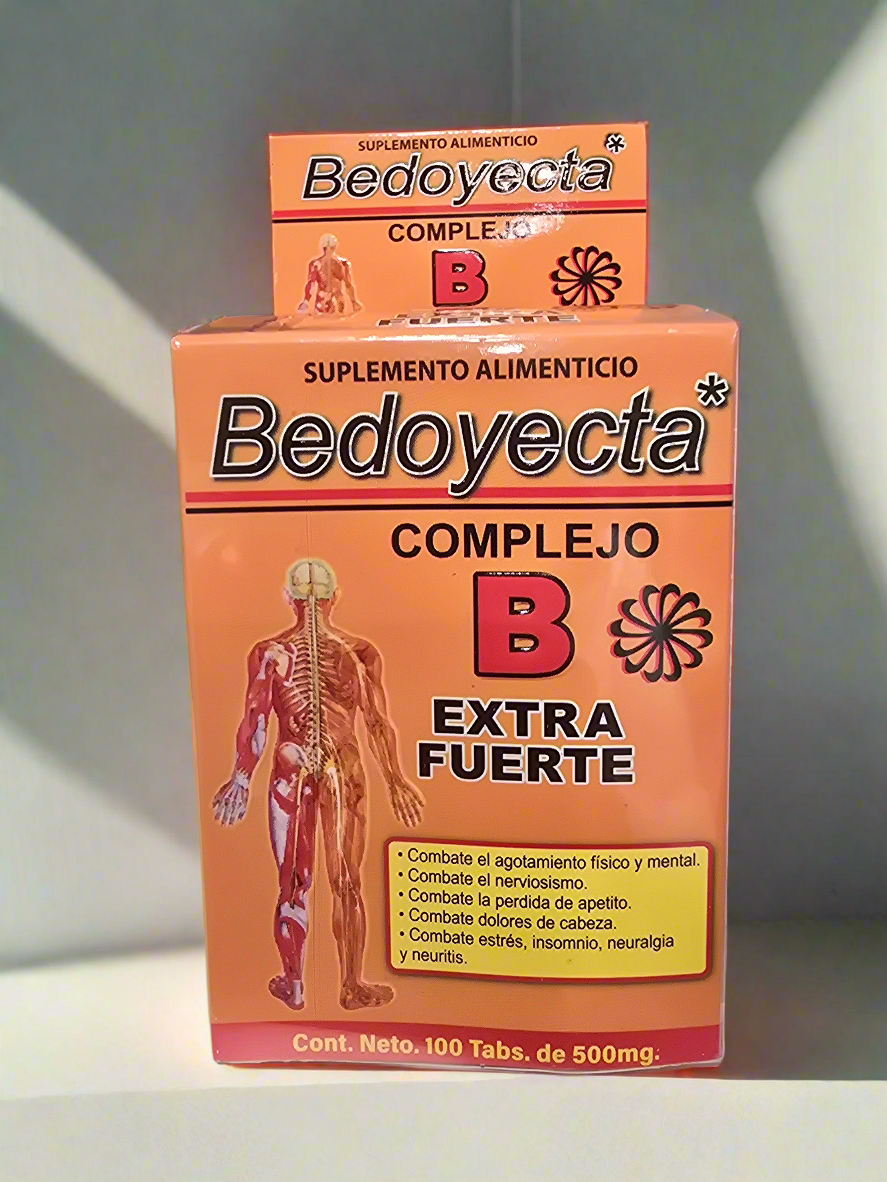 SUPLEMENTO ALIMENTICIO
Bedoyecta*
COMPLEJO
B
FUERTE
SUPLEMENTO ALIMENTICIO
Bedoyecta*
COMPLEJO
B
EXTRA
FUERTE
• Combate el agotamiento físico y mental.
• Combate el nerviosismo.
• Combate la perdida de apetito.
• Combate dolores de cabeza.
• Combate estrés, insomnio, neuralgia
y neuritis.
Cont. Neto. 100 Tabs. de 500mg.